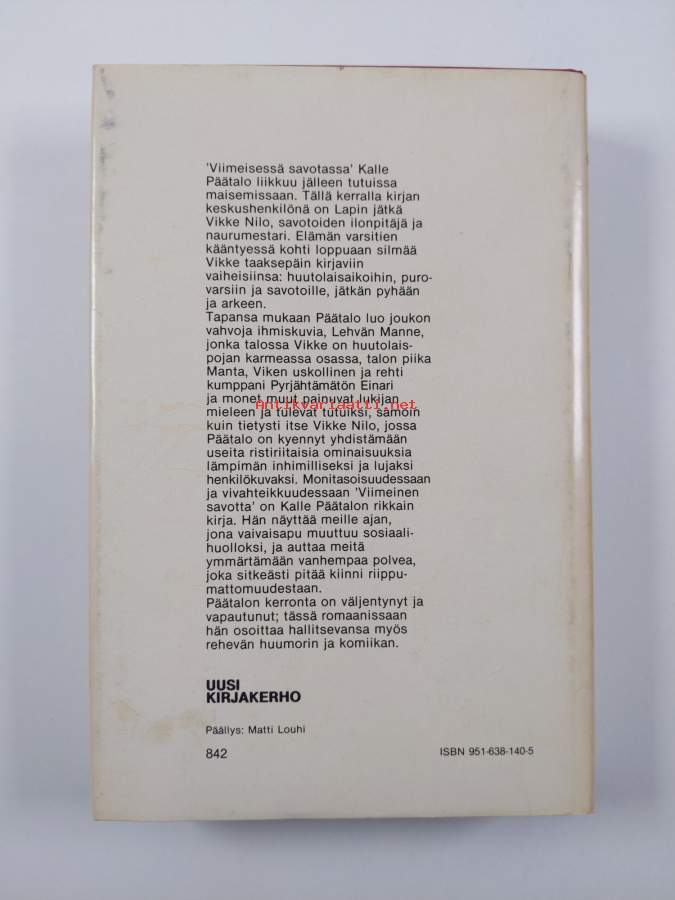 'Viimeisessä savotassa' Kalle
Päätalo liikkuu jälleen tutuissa
maisemissaan. Tällä kerralla kirjan
keskushenkilönä on Lapin jätkä
Vikke Nilo, savotoiden ilonpitäjä ja
naurumestari. Elämän varsitien
kääntyessä kohti loppuaan silmää
Vikke taaksepäin kirjaviin
vaiheisiinsa: huutolaisaikoihin, puro-
varsiin ja savotoille, jätkän pyhään
ja arkeen.
Tapansa mukaan Päätalo luo joukon
vahvoja ihmiskuvia, Lehvän Manne,
jonka talossa Vikke on huutolais-
pojan karmeassa osassa, talon piika
Manta, Viken uskollinen ja rehti
kumppani Pyrjähtämätön Einari
ja monet muut painuvat lukijan
Antikvariaatti.net
mieleen ja tulevat tutuiksi, samoin
kuin tietysti itse Vikke Nilo, jossa
Päätalo on kyennyt yhdistämään
useita ristiriitaisia ominaisuuksia
lämpimän inhimilliseksi ja lujaksi
henkilökuvaksi. Monitasoisuudessaan
ja vivahteikkuudessaan 'Viimeinen
savotta' on Kalle Päätalon rikkain
kirja. Hän näyttää meille ajan,
jona vaivaisapu muuttuu sosiaali-
huolloksi, ja auttaa meitä
ymmärtämään vanhempaa polvea,
joka sitkeästi pitää kiinni riippu-
mattomuudestaan.
Päätalon kerronta on väljentynyt ja
vapautunut; tässä romaanissaan
hän osoittaa hallitsevansa myös
rehevän huumorin ja komiikan.
UUSI
KIRJAKERHO
Päällys: Matti Louhi
842
ISBN 951-638-140-5